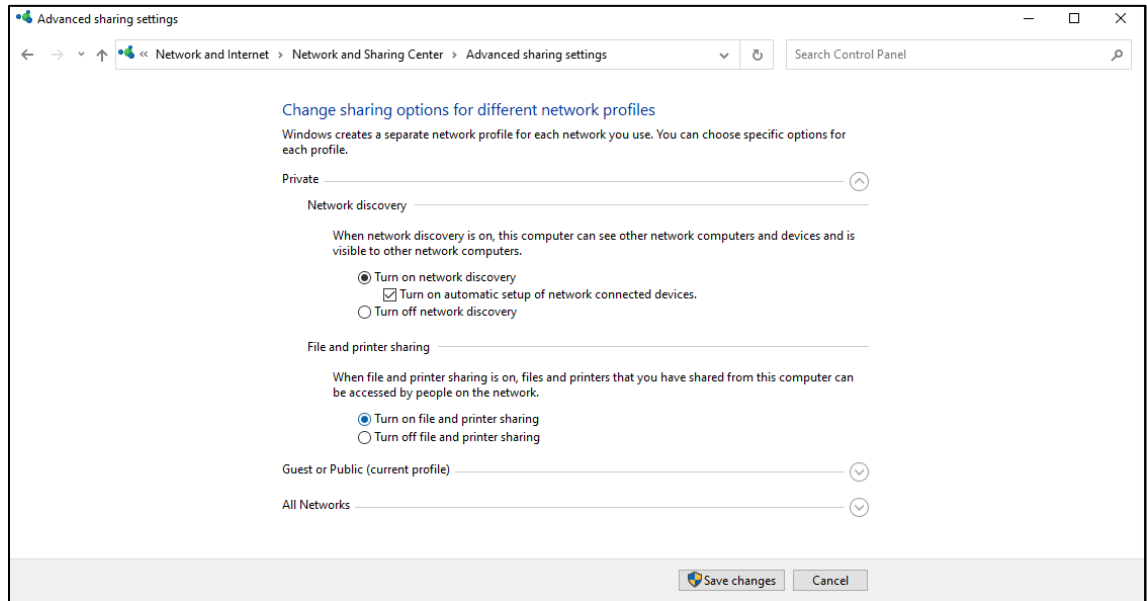 Advanced sharing settings
« Network and Internet > Network and Sharing Center > Advanced sharing settings
Search Control Panel
Change sharing options for different network profiles
Windows creates a separate network profile for each network you use. You can choose specific options for
each profile.
Private
Network discovery
When network discovery is on, this computer can see other network computers and devices and is
visible to other network computers.
Turn on network discovery
Turn on automatic setup of network connected devices.
Turn off network discovery
File and printer sharing
When file and printer sharing is on, files and printers that you have shared from this computer can
be accessed by people on the network.
Turn on file and printer sharing
Turn off file and printer sharing
Guest or Public (current profile)
All Networks
Save changes
Cancel